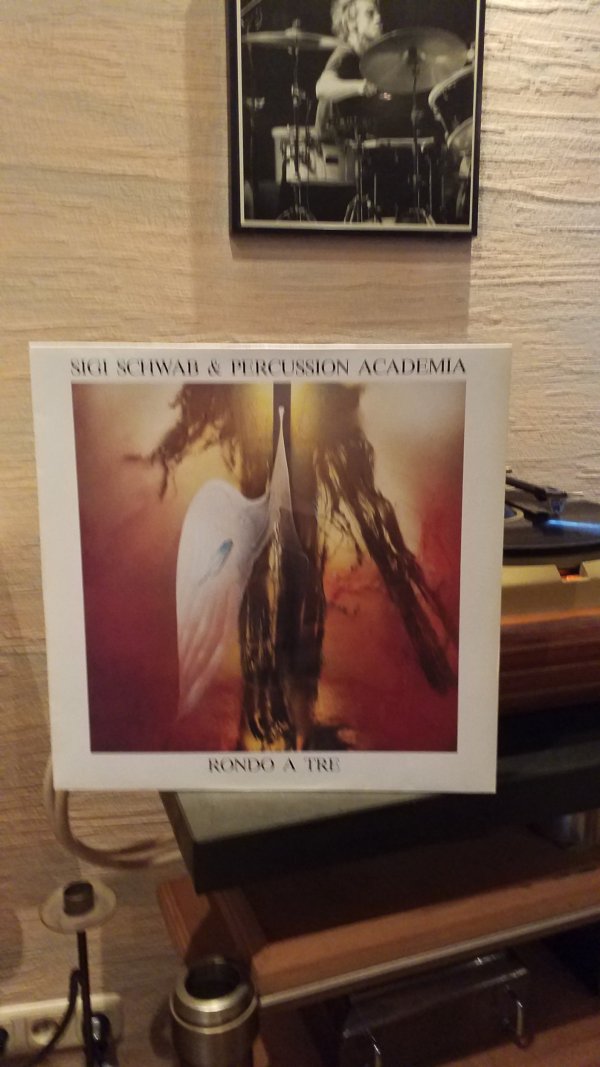 SIGI SCHWAB & PERCUSSION ACADEMIA
RONDO A TRE